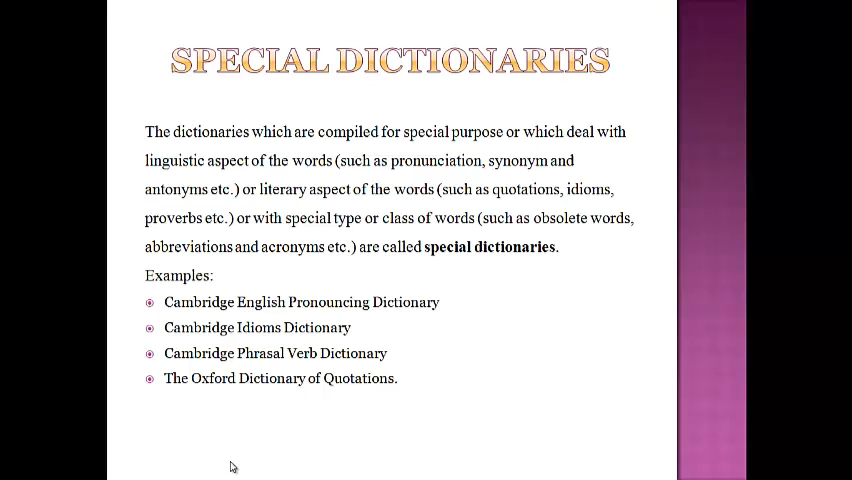 SPECIAL DICTIONARIES
The dictionaries which are compiled for special purpose or which deal with
linguistic aspect of the words (such as pronunciation, synonym and
antonyms etc.) or literary aspect of the words (such as quotations, idioms,
proverbs etc.) or with special type or class of words (such as obsolete words,
abbreviations and acronyms etc.) are called special dictionaries.
Examples:
Cambridge English Pronouncing Dictionary
Cambridge Idioms Dictionary
Cambridge Phrasal Verb Dictionary
The Oxford Dictionary of Quotations.